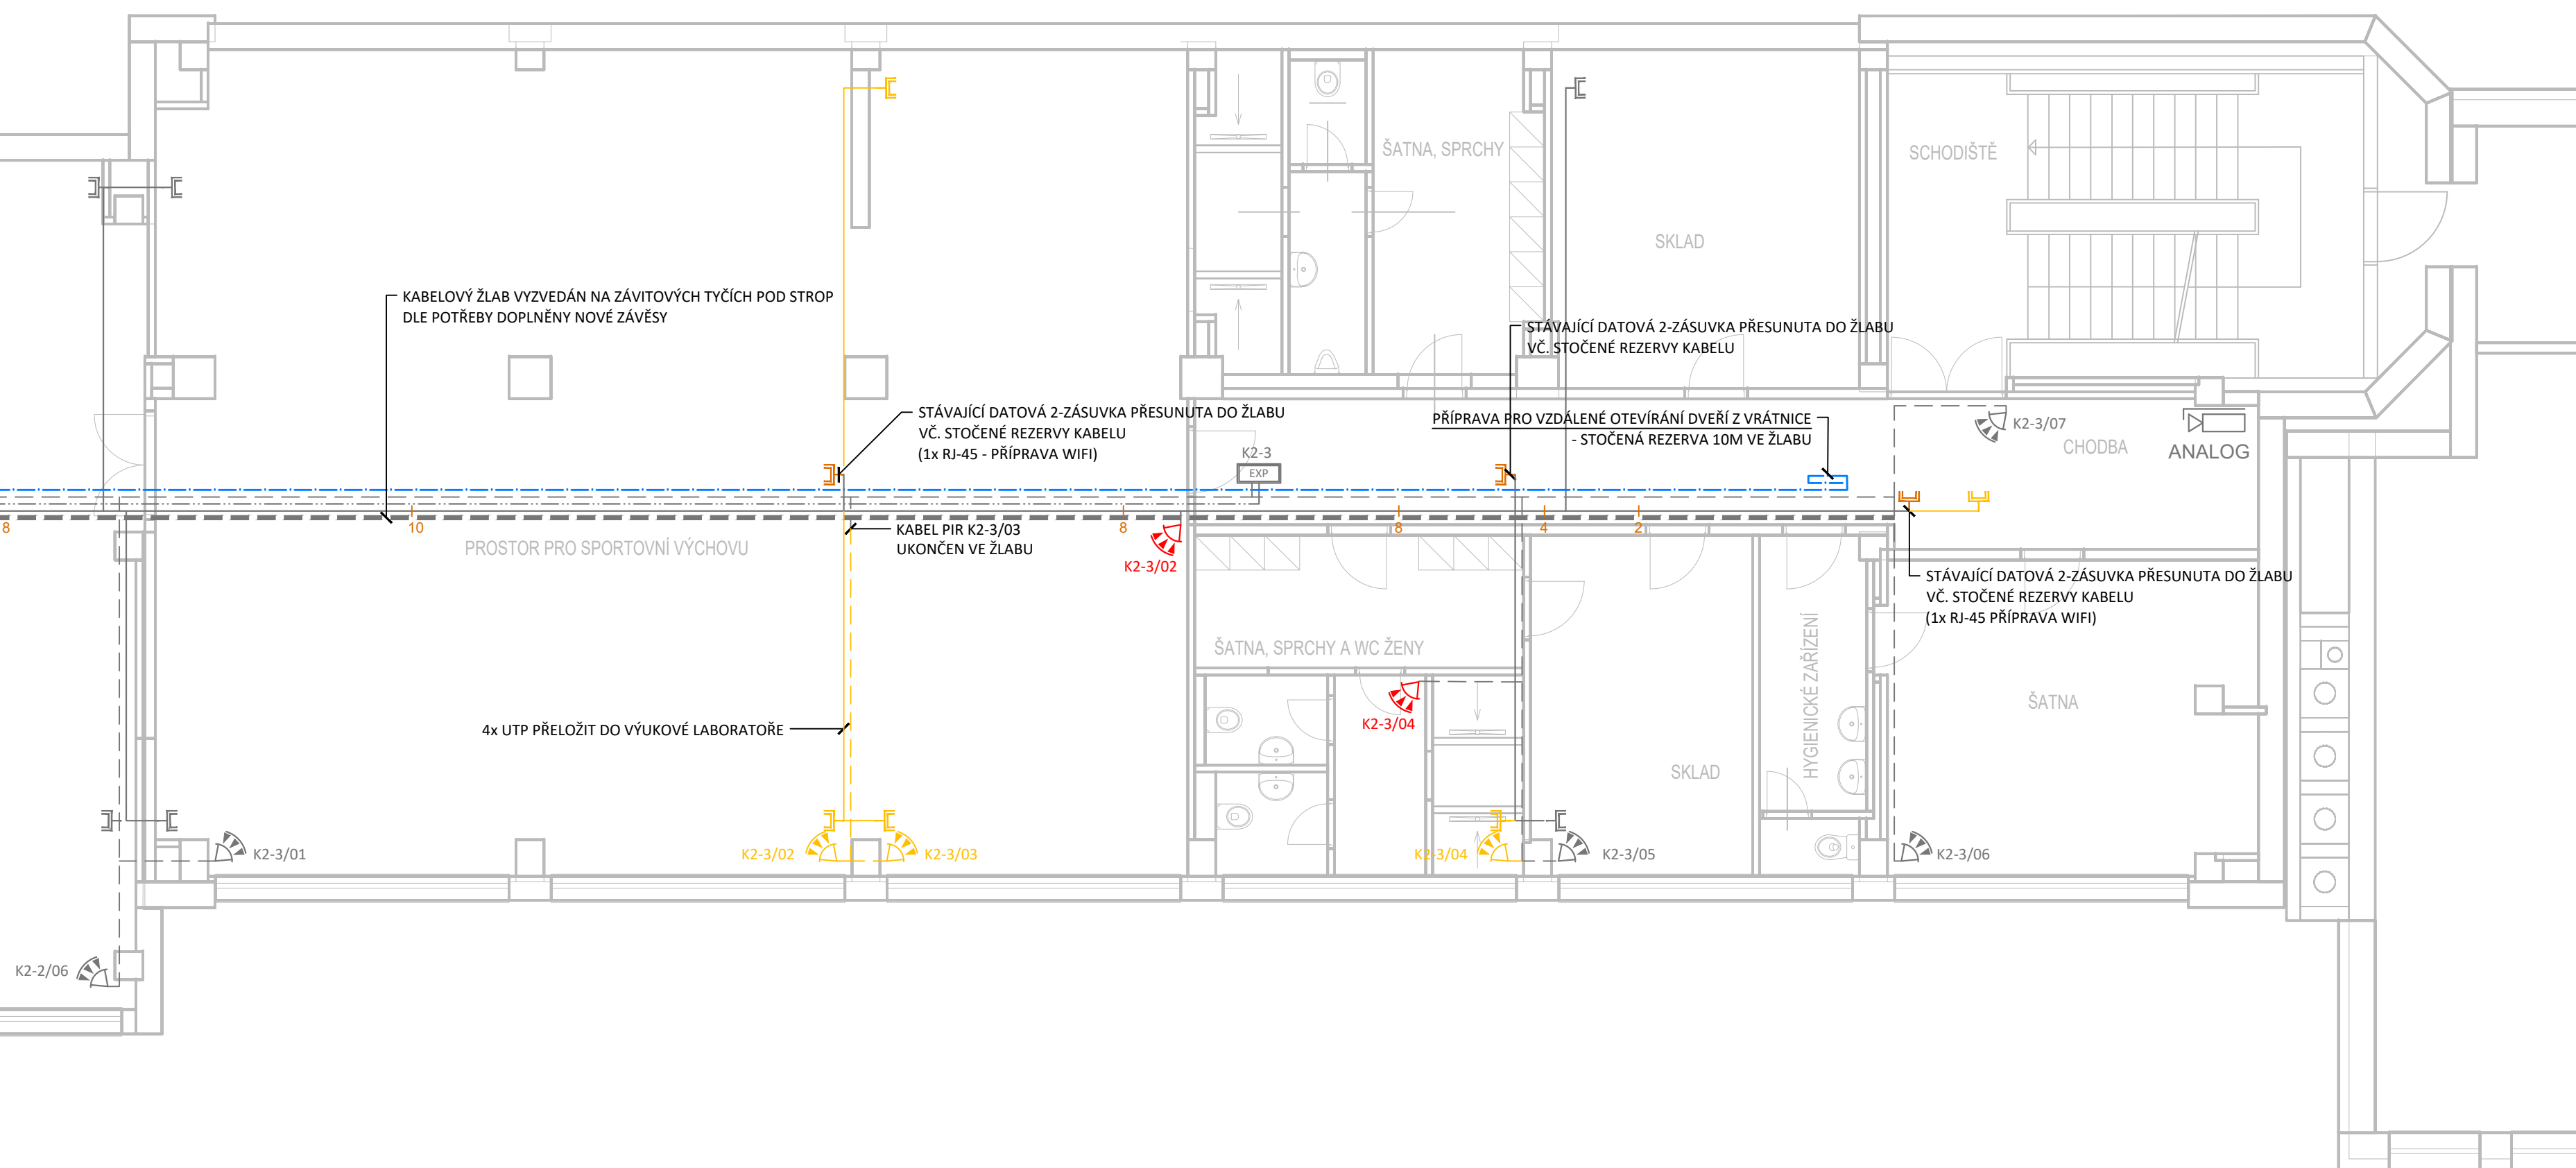 ŠATNA, SPRCHY
SCHODIŠTĚ
SKLAD
KABELOVÝ ŽLAB VYZVEDÁN NA ZÁVITOVÝCH TYČÍCH POD STROP
DLE POTŘEBY DOPLNĚNY NOVÉ ZÁVĚSY
STÁVAJÍCÍ DATOVÁ 2-ZÁSUVKA PŘESUNUTA DO ŽLABU
VČ. STOČENÉ REZERVY KABELU
STÁVAJÍCÍ DATOVÁ 2-ZÁSUVKA PŘESUNUTA DO ŽLABU
VČ. STOČENÉ REZERVY KABELU
(1x RJ-45 - PŘÍPRAVA WIFI)
PŘÍPRAVA PRO VZDÁLENÉ OTEVÍRÁNÍ DVEŘÍ Z VRÁTNICE
- STOČENÁ REZERVA 10M VE ŽLABU
K2-3/07
CHODBA
ANALOG
K2-3
EXP
8
10
8
8
4
2
KABEL PIR K2-3/03
UKONČEN VE ŽLABU
PROSTOR PRO SPORTOVNÍ VÝCHOVU
K2-3/02
STÁVAJÍCÍ DATOVÁ 2-ZÁSUVKA PŘESUNUTA DO ŽLABU
VČ. STOČENÉ REZERVY KABELU
(1x RJ-45 PŘÍPRAVA WIFI)
ŠATNA, SPRCHY A WC ŽENY
HYGIENICKÉ ZAŘÍZENÍ
ŠATNA
K2-3/04
4x UTP PŘELOŽIT DO VÝUKOVÉ LABORATOŘE
SKLAD
K2-3/01
K2-3/02
K2-3/03
K2-3/04
K2-3/05
K2-3/06
K2-2/06